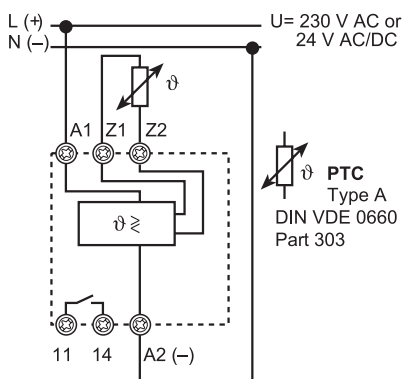 L (+)
U= 230 V AC or
N (–)
24 V AC/DC
ϑ
A1 Z1 Z2
ϑ PTC
Type A
DIN VDE 0660
Part 303
ϑ ≷
11 14 A2 (–)